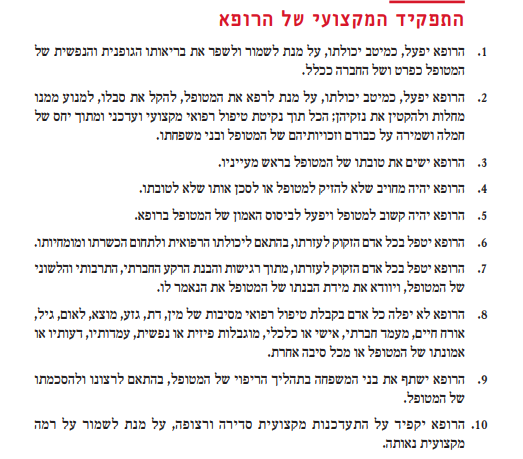 התפקיד המקצועי של הרופא
1. הרופא יפעל, כמיטב יכולתו, על מנת לשמור ולשפר את בריאותו הגופנית והנפשית של
המטופל כפרט ושל החברה ככלל.
2. הרופא יפעל, כמיטב יכולתו, על מנת לרפא את המטופל, להקל את סבלו, למנוע ממנו
מחלות ולהקטין את נזקיהן; הכל תוך נקיטת טיפול רפואי מקצועי ועדכני ומתוך יחס של
חמלה ושמירה על כבודם וזכויותיהם של המטופל ובני משפחתו.
3. הרופא ישים את טובתו של המטופל בראש מעייניו.
4. הרופא יהיה מחויב שלא להזיק למטופל או לסכן אותו שלא לטובתו.
5. הרופא יהיה קשוב למטופל ויפעל לביסוס האמון של המטופל ברופא.
6. הרופא יטפל בכל אדם הזקוק לעזרתו, בהתאם ליכולתו הרפואית ולתחום הכשרתו ומומחיותו.
7. הרופא יטפל בכל אדם הזקוק לעזרתו, מתוך רגישות והבנת הרקע החברתי, התרבותי והלשוני
של המטופל, ויוודא את מידת הבנתו של המטופל את הנאמר לו.
8. הרופא לא יפלה כל אדם בקבלת טיפול רפואי מסיבות של מין, דת, גזע, מוצא, לאום, גיל,
אורח חיים, מעמד חברתי, אישי או כלכלי, מוגבלות פיזית או נפשית, עמדותיו, דעותיו או
אמונתו של המטופל או מכל סיבה אחרת.
9. הרופא ישתף את בני המשפחה בתהליך הריפוי של המטופל, בהתאם לרצונו ולהסכמתו
של המטופל.
10. הרופא יקפיד על התעדכנות מקצועית סדירה ורצופה, על מנת לשמור על רמה
מקצועית נאותה.